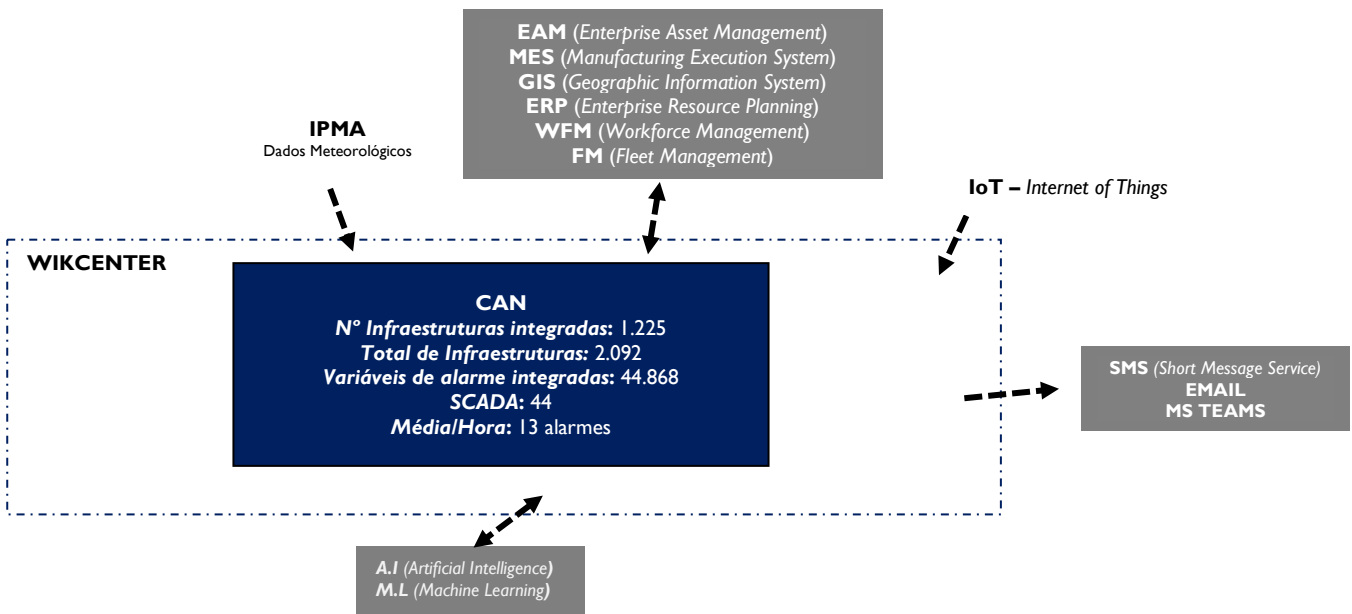 EAM (Enterprise Asset Management)
MES (Manufacturing Execution System)
GIS (Geographic Information System)
ERP (Enterprise Resource Planning)
WFM (Workforce Management)
FM (Fleet Management)
IPMA
Dados Meteorológicos
IoT – Internet of Things
WIKCENTER
CAN
Nº Infraestruturas integradas: 1.225
Total de Infraestruturas: 2.092
Variáveis de alarme integradas: 44.868
SCADA: 44
Média/Hora: 13 alarmes
SMS (Short Message Service)
EMAIL
MS TEAMS
A.I (Artificial Intelligence)
M.L (Machine Learning)